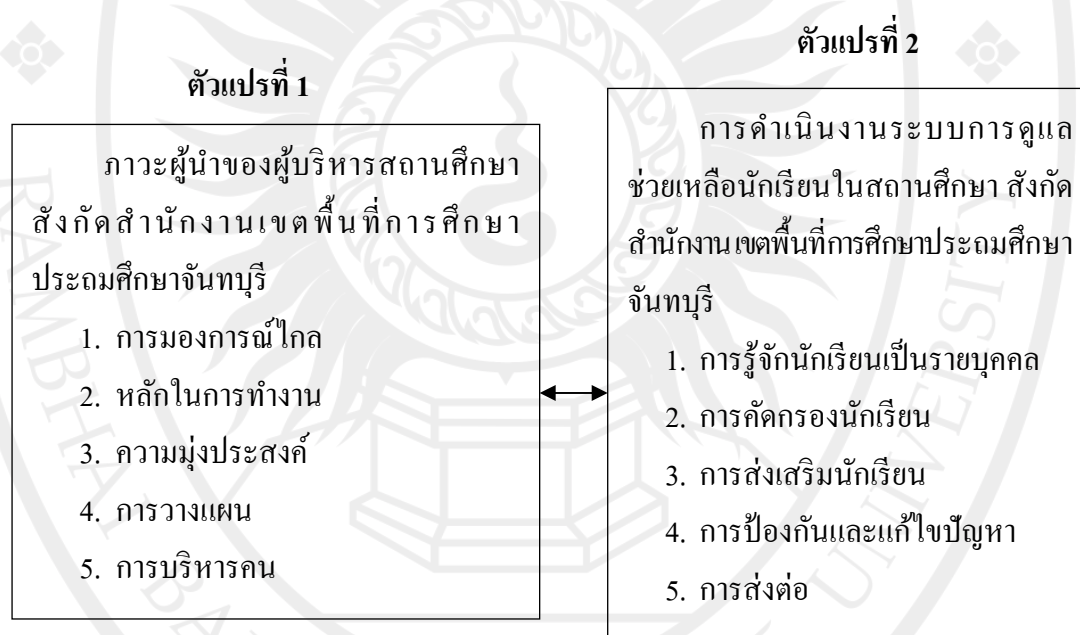 ตัวแปรที่ 1
ภาวะผู้นำของผู้บริหารสถานศึกษา
สังกัดสำนักงานเขตพื้นที่การศึกษา
ประถมศึกษาจันทบุรี
1. การมองการณ์ไกล
2. หลักในการทำงาน
3. ความมุ่งประสงค์
4. การวางแผน
5. การบริหารคน
ตัวแปรที่ 2
การดำเนินงานระบบการดูแล
ช่วยเหลือนักเรียนในสถานศึกษา สังกัด
สำนักงานเขตพื้นที่การศึกษาประถมศึกษา
จันทบุรี
1. การรู้จักนักเรียนเป็นรายบุคคล
2. การคัดกรองนักเรียน
3. การส่งเสริมนักเรียน
4. การป้องกันและแก้ไขปัญหา
5. การส่งต่อ
RAMBHA
BA
UNIVERSITY